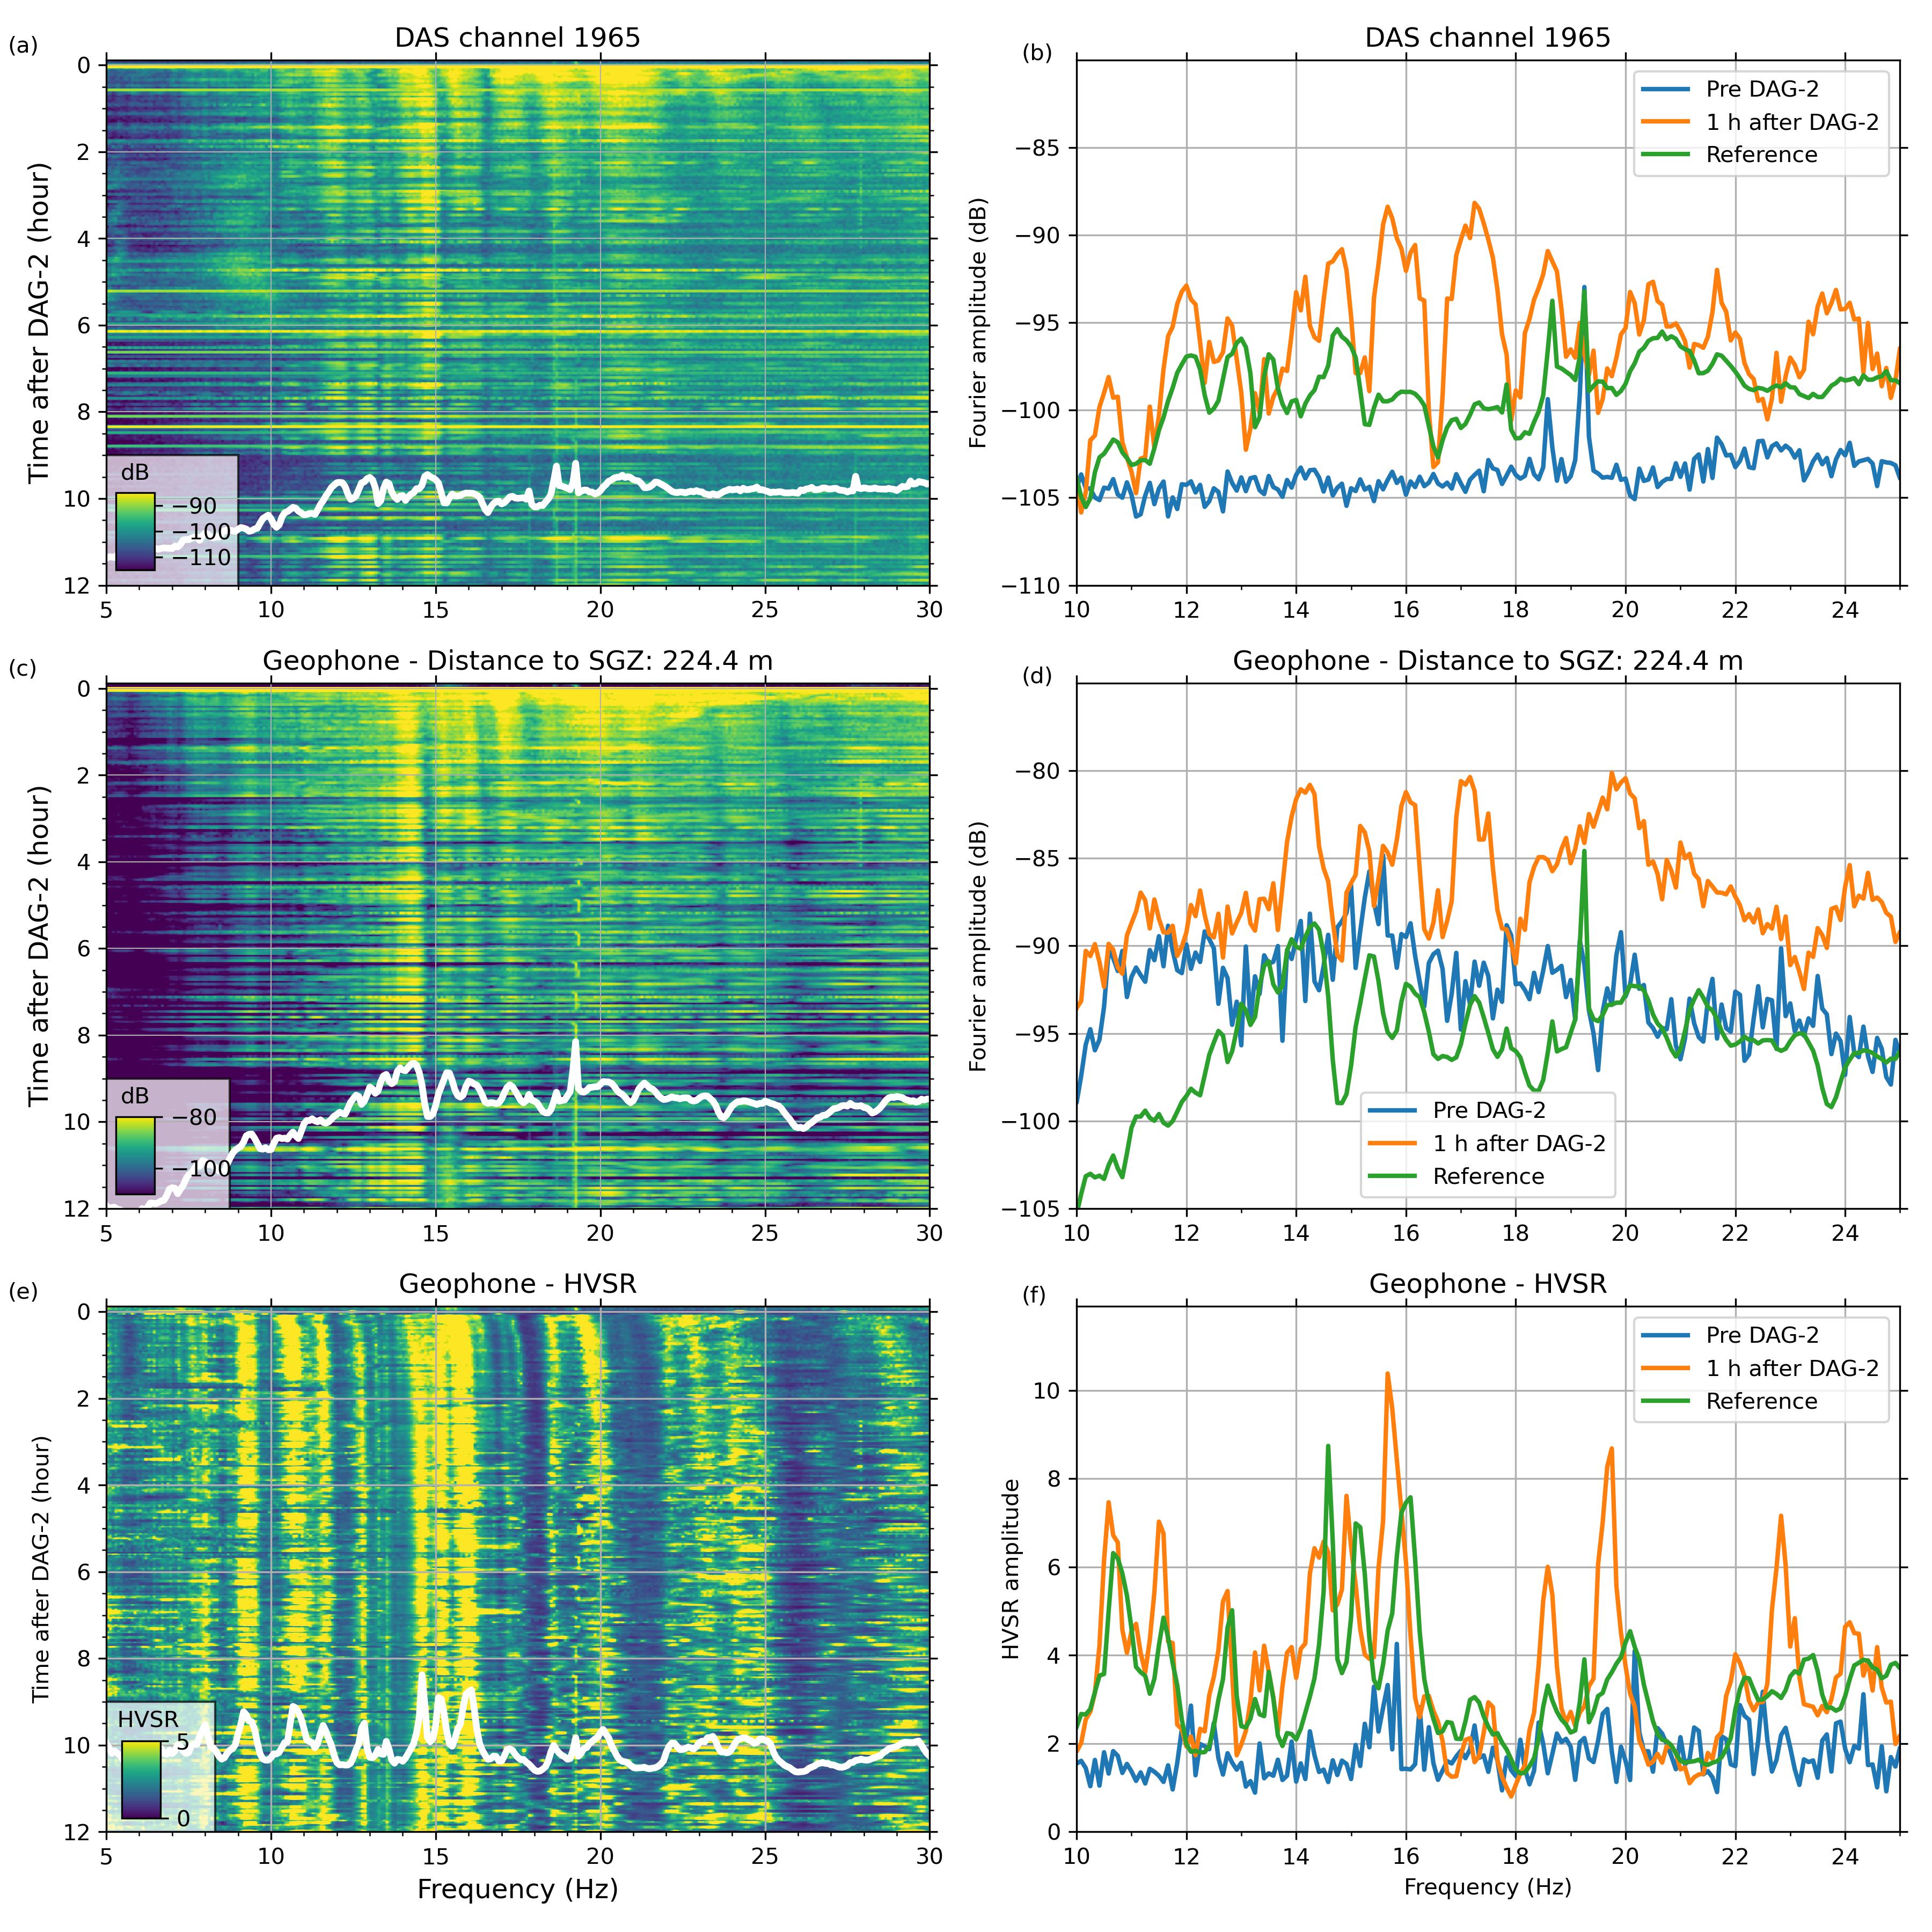 (a)
DAS channel 1965
Time after DAG-2 (hour)
0
2
4
6
8
10
12
dB
−90
−100
−110
5 10 15 20 25 30
(b)
DAS channel 1965
Fourier amplitude (dB)
−85
−90
−95
−100
−105
−110
Pre DAG-2
1 h after DAG-2
Reference
10 12 14 16 18 20 22 24
(c)
Geophone - Distance to SGZ: 224.4 m
Time after DAG-2 (hour)
0
2
4
6
8
10
12
dB
−80
−100
5 10 15 20 25 30
(d)
Geophone - Distance to SGZ: 224.4 m
Fourier amplitude (dB)
−80
−85
−90
−95
−100
−105
Pre DAG-2
1 h after DAG-2
Reference
10 12 14 16 18 20 22 24
(e)
Geophone - HVSR
Time after DAG-2 (hour)
0
2
4
6
8
10
12
HVSR
5
0
5 10 15 20 25 30
Frequency (Hz)
(f)
Geophone - HVSR
HVSR amplitude
10
8
6
4
2
0
Pre DAG-2
1 h after DAG-2
Reference
10 12 14 16 18 20 22 24
Frequency (Hz)